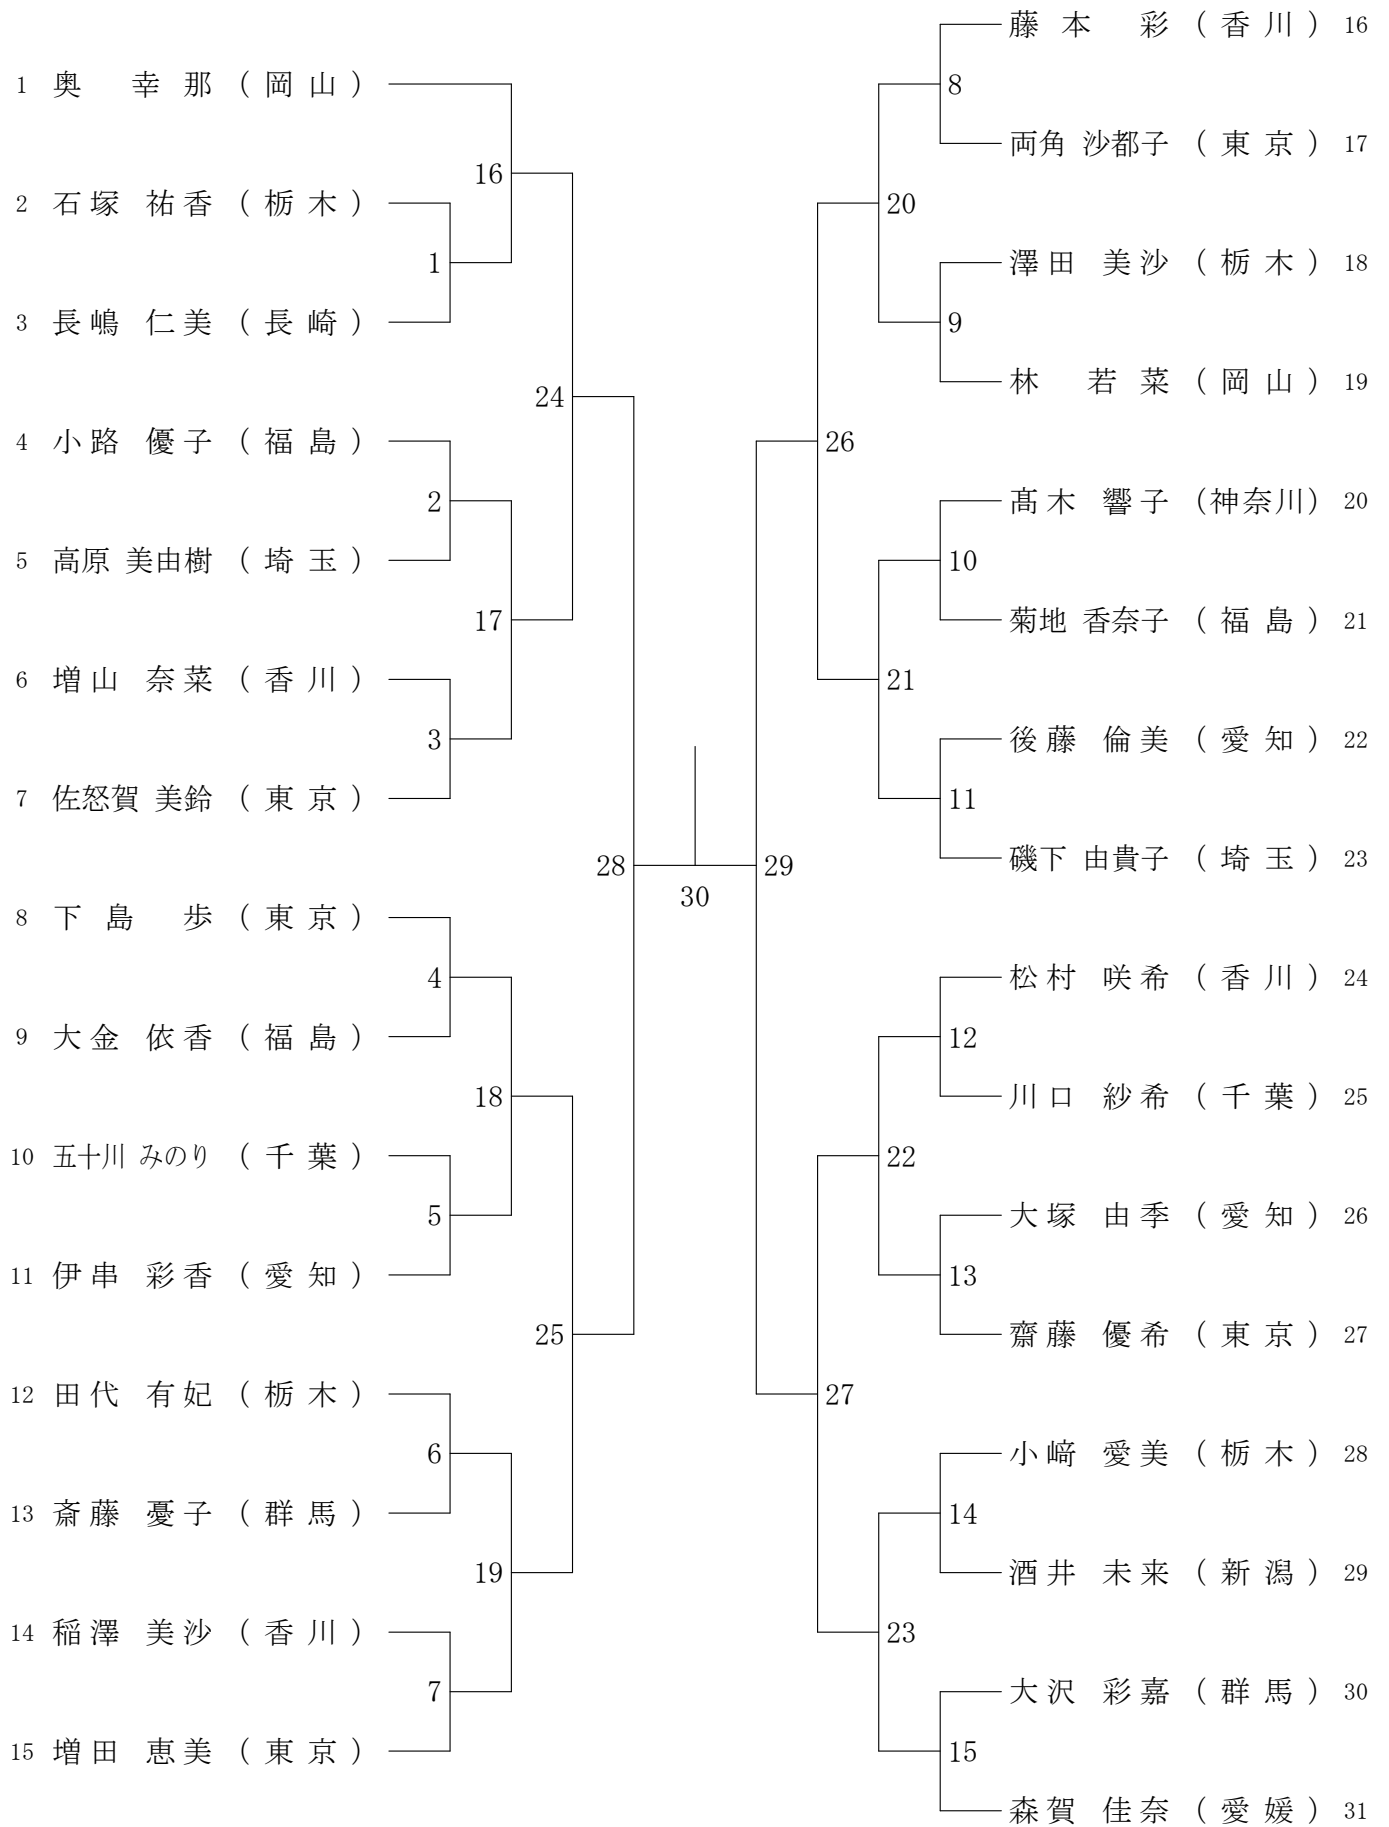 1 奥 幸那 (岡山)
2 石塚 祐香 (栃木)
3 長嶋 仁美 (長崎)
4 小路 優子 (福島)
5 高原 美由樹 (埼玉)
6 増山 奈菜 (香川)
7 佐怒賀 美鈴 (東京)
8 下島 歩 (東京)
9 大金 依香 (福島)
10 五十川 みのり (千葉)
11 伊串 彩香 (愛知)
12 田代 有妃 (栃木)
13 斎藤 憂子 (群馬)
14 稲澤 美沙 (香川)
15 増田 恵美 (東京)
1
2
3
4
5
6
7
16
17
18
19
24
25
28
30
29
26
27
20
21
22
23
8
9
10
11
12
13
14
15
藤本 彩 (香川) 16
両角 沙都子 (東京) 17
澤田 美沙 (栃木) 18
林 若菜 (岡山) 19
髙木 響子 (神奈川) 20
菊地 香奈子 (福島) 21
後藤 倫美 (愛知) 22
磯下 由貴子 (埼玉) 23
松村 咲希 (香川) 24
川口 紗希 (千葉) 25
大塚 由季 (愛知) 26
齋藤 優希 (東京) 27
小﨑 愛美 (栃木) 28
酒井 未来 (新潟) 29
大沢 彩嘉 (群馬) 30
森賀 佳奈 (愛媛) 31